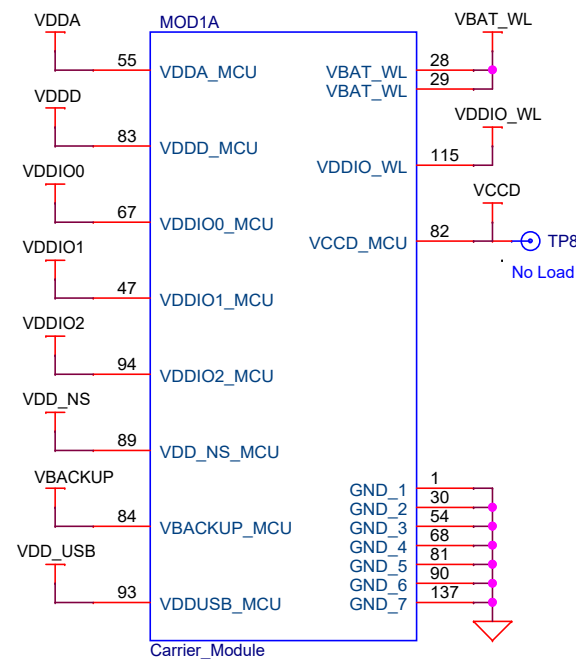 VDDA
MOD1A
VBAT_WL
55
VDDA_MCU
VBAT_WL
28
VBAT_WL
29
VDDD
83
VDDD_MCU
VDDIO_WL
VDDIO_WL
115
VDDIO0
67
VDDIO0_MCU
VCCD
VCCD_MCU
82
TP8
No Load
VDDIO1
47
VDDIO1_MCU
VDDIO2
94
VDDIO2_MCU
VDD_NS
89
VDD_NS_MCU
VBACKUP
84
VBACKUP_MCU
VDD_USB
93
VDDUSB_MCU
GND_1
1
GND_2
30
GND_3
54
GND_4
68
GND_5
81
GND_6
90
GND_7
137
Carrier_Module